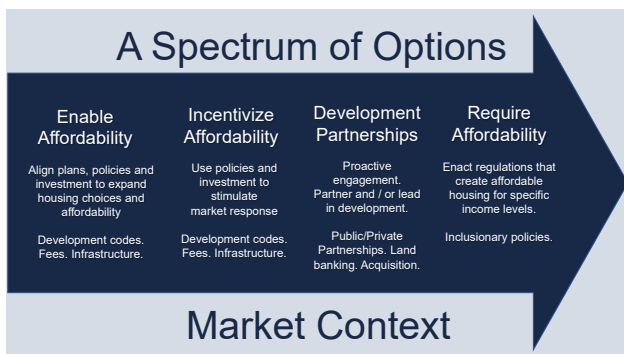 A Spectrum of Options
Enable
Affordability
Align plans, policies and
investment to expand
housing choices and
affordability
Development codes.
Fees. Infrastructure.
Incentivize
Affordability
Use policies and
investment to
stimulate
market response
Development codes.
Fees. Infrastructure.
Development
Partnerships
Proactive
engagement.
Partner and / or lead
in development.
Public/Private
Partnerships. Land
banking. Acquisition.
Require
Affordability
Enact regulations that
create affordable
housing for specific
income levels.
Inclusionary policies.
Market Context